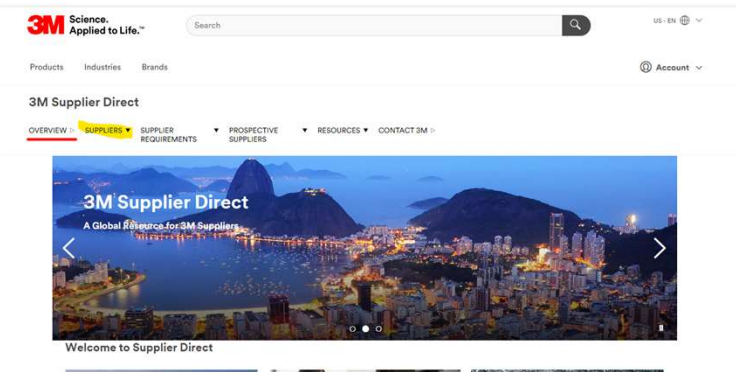 3M Science.
Applied to Life.™
Search
US - EN
Products Industries Brands
Account
3M Supplier Direct
OVERVIEW SUPPLIERS SUPPLIER REQUIREMENTS PROSPECTIVE SUPPLIERS RESOURCES CONTACT 3M
3M Supplier Direct
A Global Resource for 3M Suppliers
Welcome to Supplier Direct